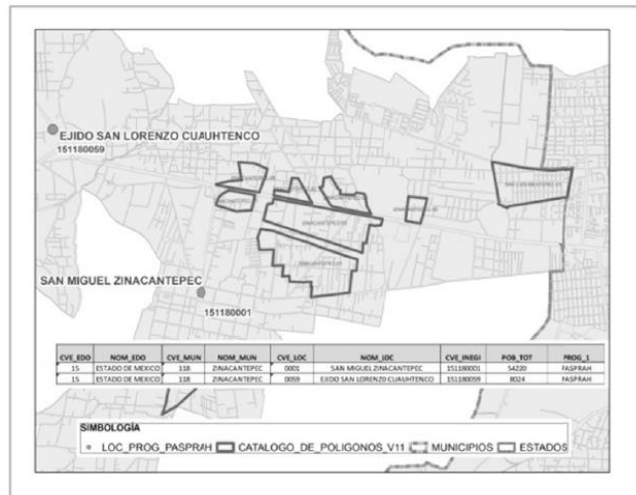 EJIDO SAN LORENZO CUAUHTENCO
151180059
SAN MIGUEL ZINACANTEPEC
151180001
CVE_EDO NOM_EDO CVE_MUN NOM_MUN CVE_LOC NOM_LOC CVE_INEGI POB_TOT PROG_1
15 ESTADO DE MEXICO 118 ZINACANTEPEC 0001 SAN MIGUEL ZINACANTEPEC 151180001 54220 PASPRAH
15 ESTADO DE MEXICO 118 ZINACANTEPEC 0059 EJIDO SAN LORENZO CUAUHTENCO 151180059 8024 PASPRAH
SIMBOLOGÍA
LOC_PROG_PASPRAH CATALOGO_DE_POLIGONOS_V11 MUNICIPIOS ESTADOS